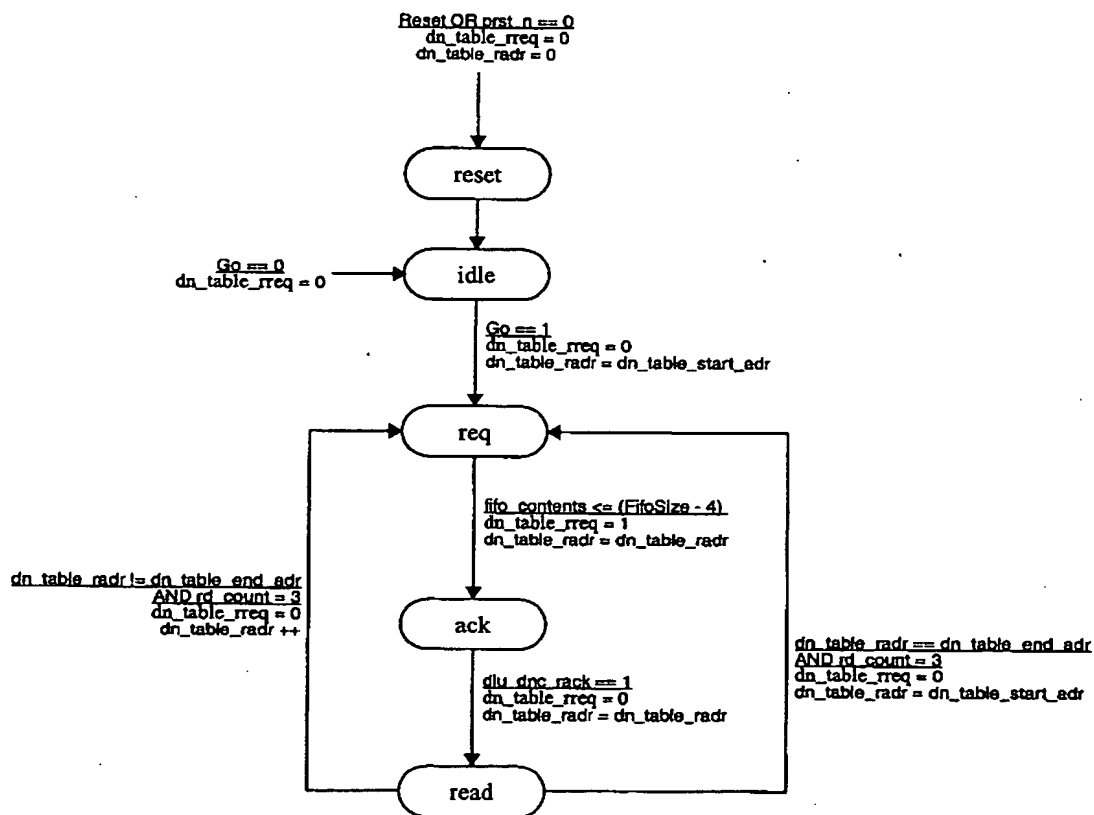 Reset OR prst_n == 0
dn_table_rreq = 0
dn_table_radr = 0
reset
Go == 0
dn_table_rreq = 0
idle
Go == 1
dn_table_rreq = 0
dn_table_radr = dn_table_start_adr
req
fifo_contents <= (FifoSize - 4)
dn_table_rreq = 1
dn_table_radr = dn_table_radr
dn_table_radr != dn_table_end_adr
AND rd_count = 3
dn_table_rreq = 0
dn_table_radr ++
ack
dn_table_radr == dn_table_end_adr
AND rd_count = 3
dn_table_rreq = 0
dn_table_radr = dn_table_start_adr
diu_dnc_rack == 1
dn_table_rreq = 0
dn_table_radr = dn_table_radr
read